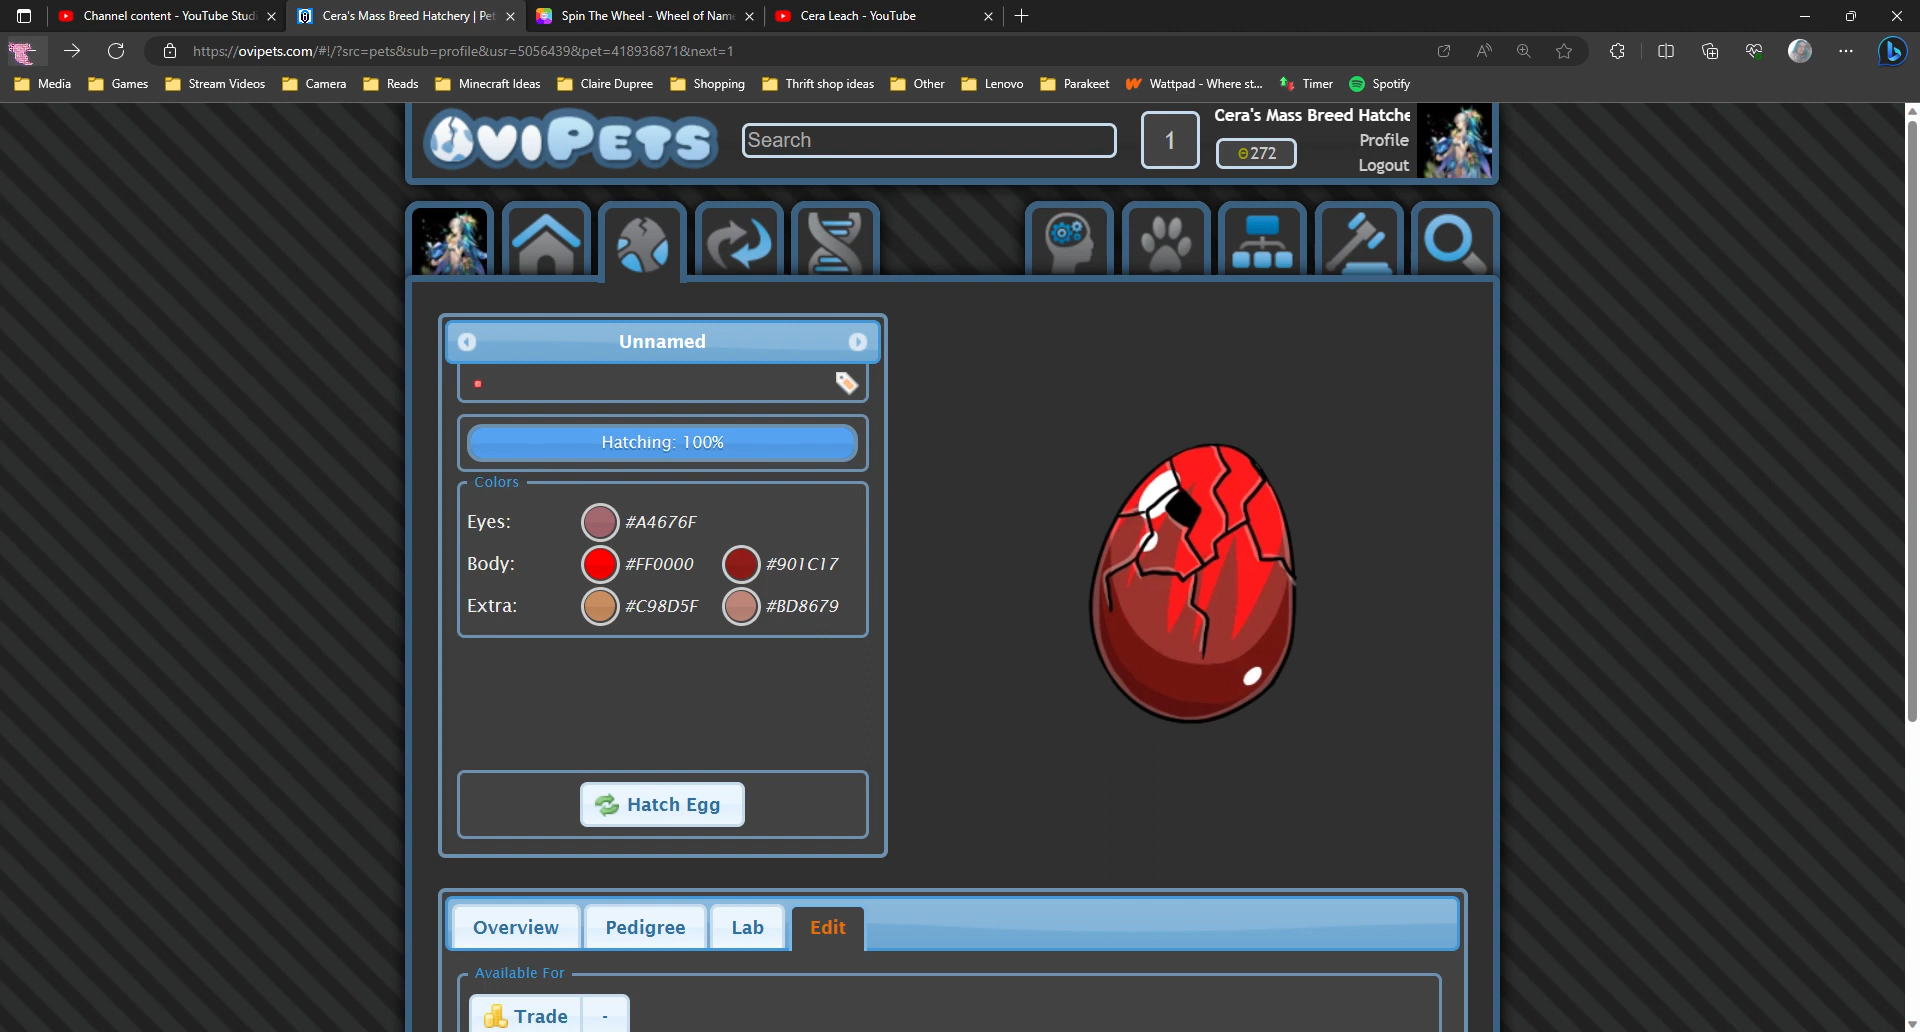 Channel content - YouTube Studi
Cera's Mass Breed Hatchery | Pet
Spin The Wheel - Wheel of Name
Cera Leach - YouTube
https://ovipets.com/#!/?src=pets&sub=profile&usr=5056439&pet=418936871&next=1
Media
Games
Stream Videos
Camera
Reads
Minecraft Ideas
Claire Dupree
Shopping
Thrift shop ideas
Other
Lenovo
Parakeet
Wattpad - Where st...
Timer
Spotify
OviPets
Search
1
Cera's Mass Breed Hatche
272
Profile
Logout
Unnamed
Hatching: 100%
Colors
Eyes: #A4676F
Body: #FF0000 #901C17
Extra: #C98D5F #BD8679
Hatch Egg
Overview
Pedigree
Lab
Edit
Available For
Trade -